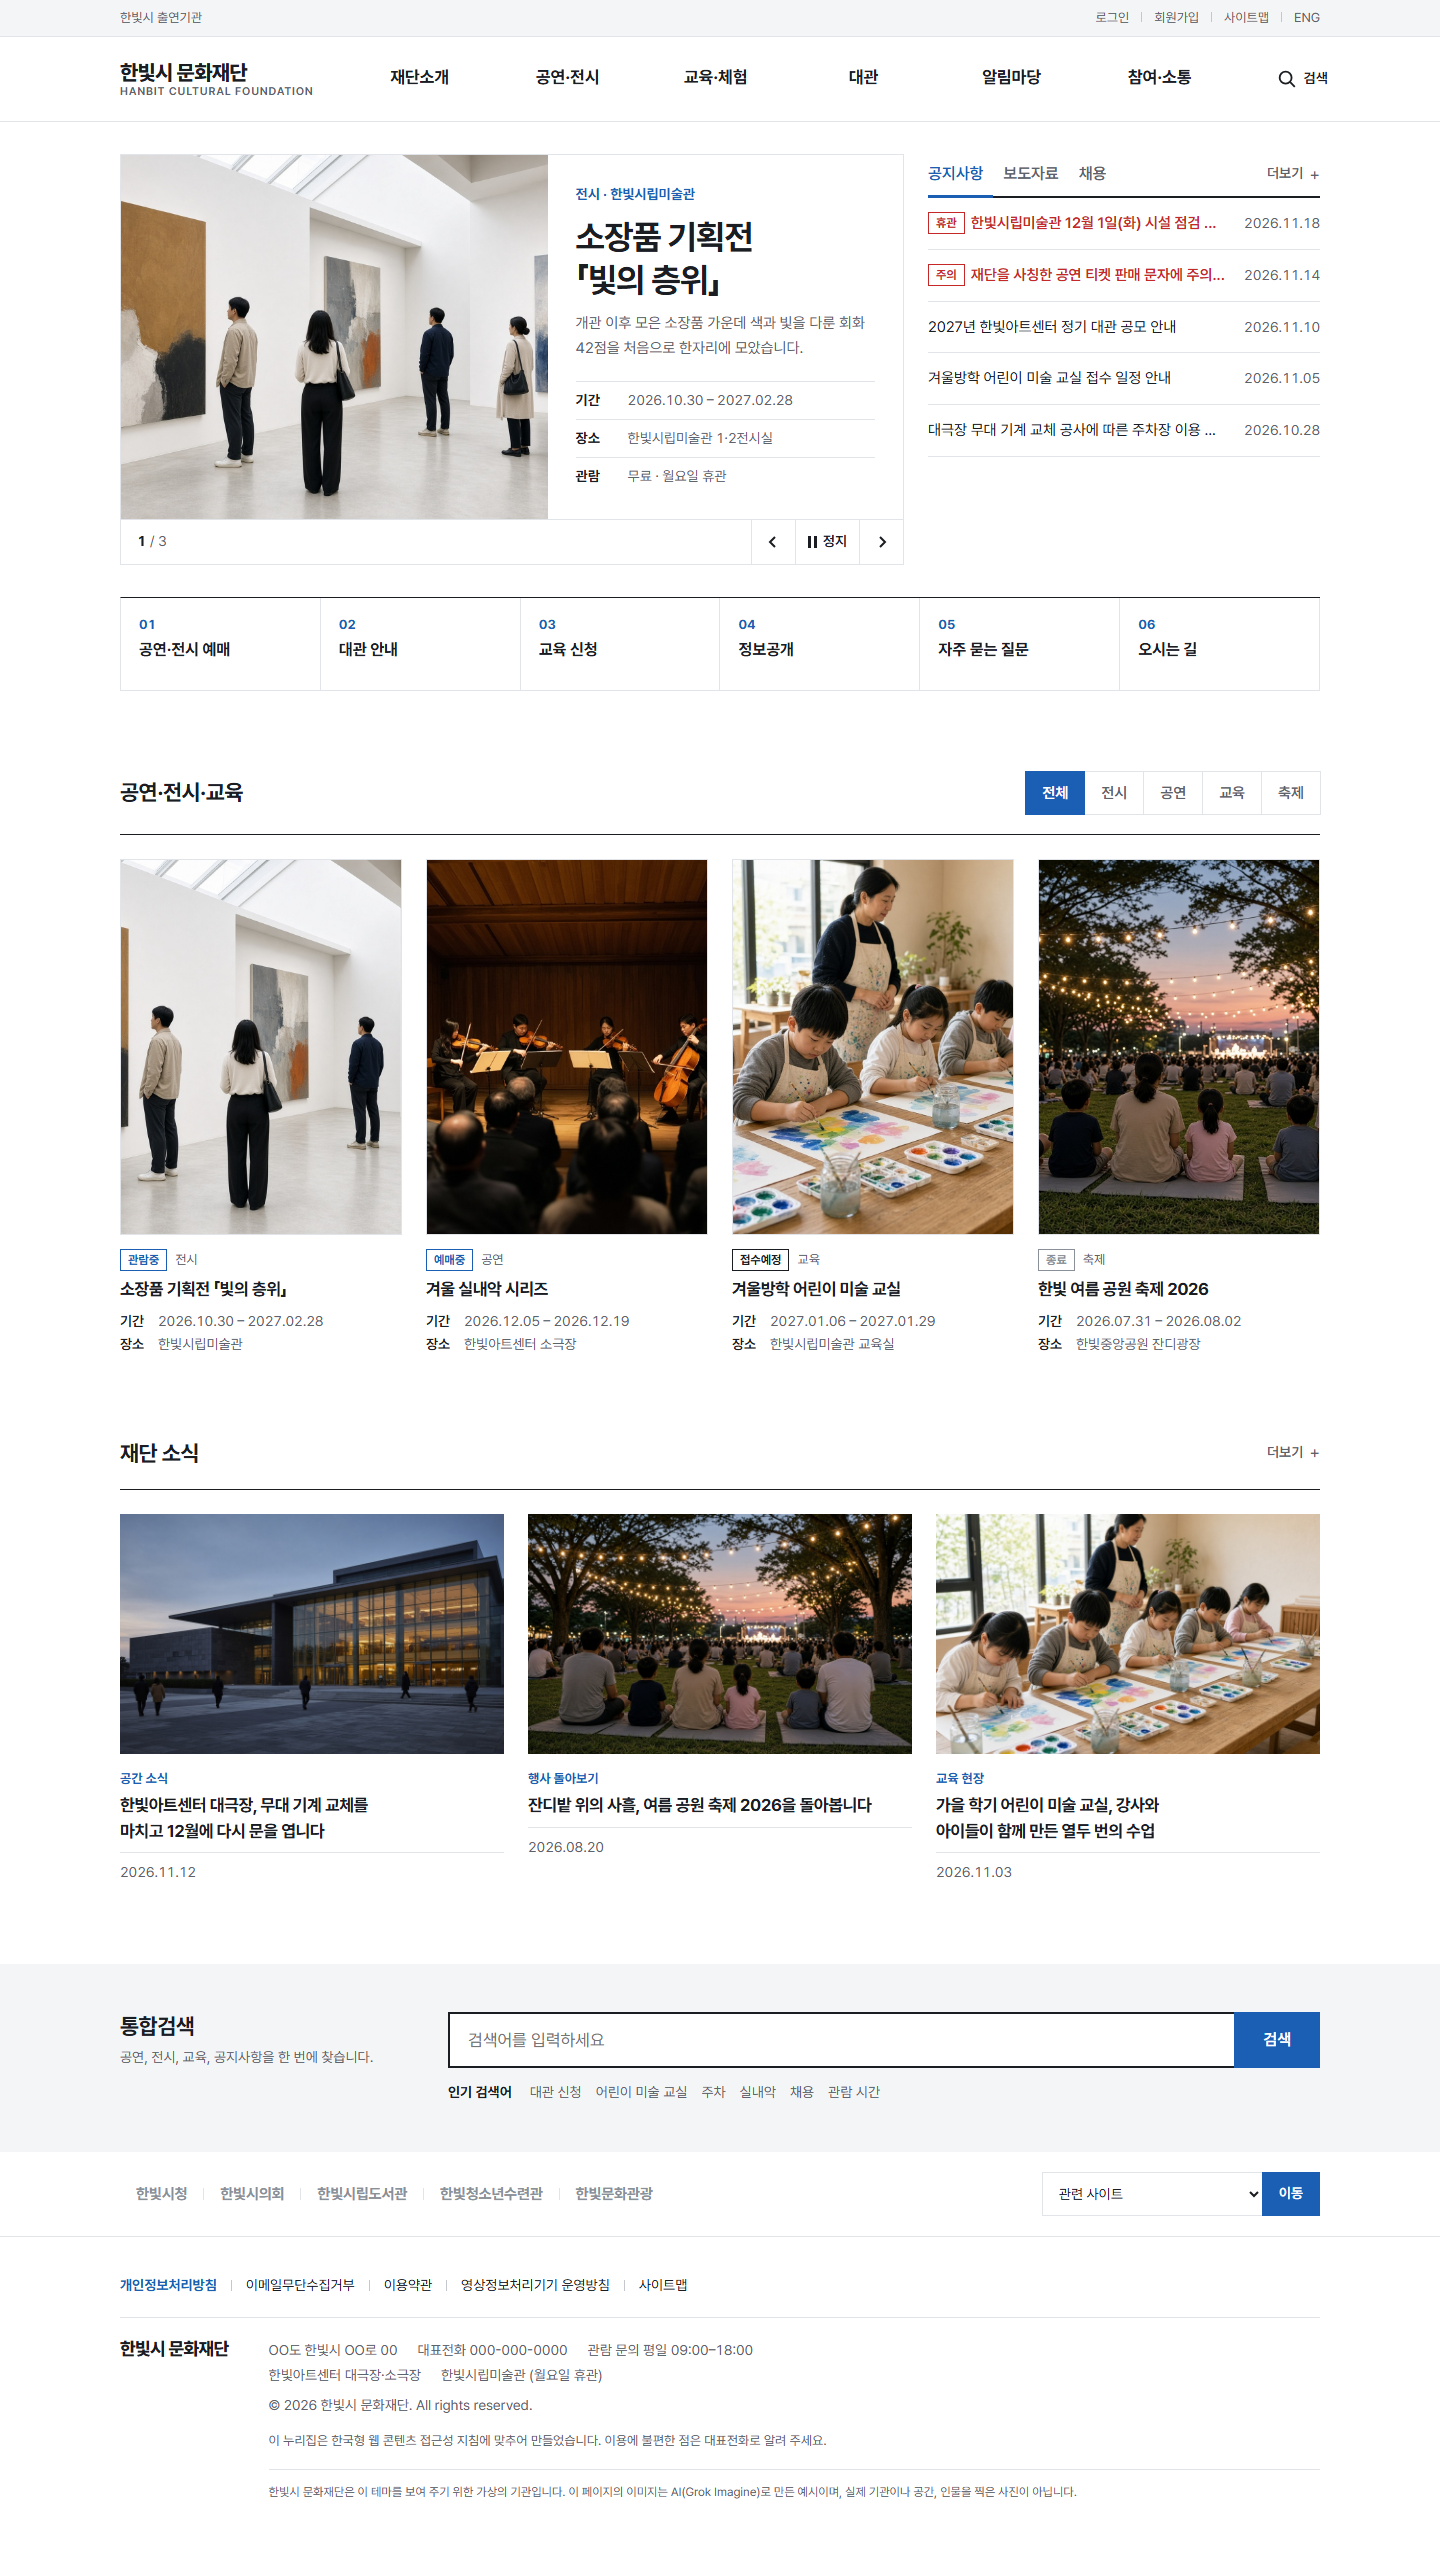 한빛시 출연기관
로그인 회원가입 사이트맵 ENG
한빛시 문화재단
HANBIT CULTURAL FOUNDATION
재단소개 공연·전시 교육·체험 대관 알림마당 참여·소통 검색
전시 · 한빛시립미술관
소장품 기획전
「빛의 층위」
개관 이후 모은 소장품 가운데 색과 빛을 다룬 회화
42점을 처음으로 한자리에 모았습니다.
기간 2026.10.30 – 2027.02.28
장소 한빛시립미술관 1·2전시실
관람 무료 · 월요일 휴관
1 / 3
정지
공지사항 보도자료 채용 더보기 +
휴관 한빛시립미술관 12월 1일(화) 시설 점검 ... 2026.11.18
주의 재단을 사칭한 공연 티켓 판매 문자에 주의... 2026.11.14
2027년 한빛아트센터 정기 대관 공모 안내 2026.11.10
겨울방학 어린이 미술 교실 접수 일정 안내 2026.11.05
대극장 무대 기계 교체 공사에 따른 주차장 이용 ... 2026.10.28
01 02 03 04 05 06
공연·전시 예매 대관 안내 교육 신청 정보공개 자주 묻는 질문 오시는 길
공연·전시·교육
전체 전시 공연 교육 축제
관람중 전시
소장품 기획전 「빛의 층위」
기간 2026.10.30 – 2027.02.28
장소 한빛시립미술관
예매중 공연
겨울 실내악 시리즈
기간 2026.12.05 – 2026.12.19
장소 한빛아트센터 소극장
접수예정 교육
겨울방학 어린이 미술 교실
기간 2027.01.06 – 2027.01.29
장소 한빛시립미술관 교육실
종료 축제
한빛 여름 공원 축제 2026
기간 2026.07.31 – 2026.08.02
장소 한빛중앙공원 잔디광장
재단 소식
더보기 +
공간 소식
한빛아트센터 대극장, 무대 기계 교체를
마치고 12월에 다시 문을 엽니다
2026.11.12
행사 돌아보기
잔디밭 위의 사흘, 여름 공원 축제 2026을 돌아봅니다
2026.08.20
교육 현장
가을 학기 어린이 미술 교실, 강사와
아이들이 함께 만든 열두 번의 수업
2026.11.03
통합검색
공연, 전시, 교육, 공지사항을 한 번에 찾습니다.
검색어를 입력하세요
검색
인기 검색어 대관 신청 어린이 미술 교실 주차 실내악 채용 관람 시간
한빛시청 한빛시의회 한빛시립도서관 한빛청소년수련관 한빛문화관광
관련 사이트 이동
개인정보처리방침 이메일무단수집거부 이용약관 영상정보처리기기 운영방침 사이트맵
한빛시 문화재단
OO도 한빛시 OO로 00 대표전화 000-000-0000 관람 문의 평일 09:00–18:00
한빛아트센터 대극장·소극장 한빛시립미술관 (월요일 휴관)
© 2026 한빛시 문화재단. All rights reserved.
이 누리집은 한국형 웹 콘텐츠 접근성 지침에 맞추어 만들었습니다. 이용에 불편한 점은 대표전화로 알려 주세요.
한빛시 문화재단은 이 테마를 보여 주기 위한 가상의 기관입니다. 이 페이지의 이미지는 AI(Grok Imagine)로 만든 예시이며, 실제 기관이나 공간, 인물을 찍은 사진이 아닙니다.